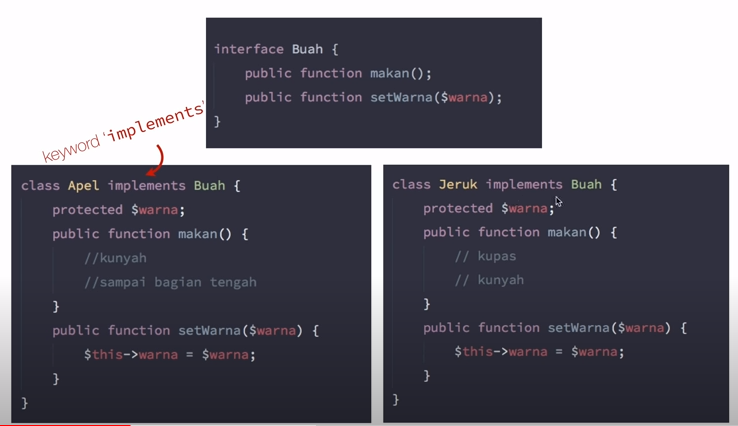 interface Buah {
public function makan();
public function setWarna($warna);
}
keyword 'implements'
class Apel implements Buah {
protected $warna;
public function makan() {
//kunyah
//sampai bagian tengah
}
public function setWarna($warna) {
$this->warna = $warna;
}
}
class Jeruk implements Buah {
protected $warna;
public function makan() {
// kupas
// kunyah
}
public function setWarna($warna) {
$this->warna = $warna;
}
}